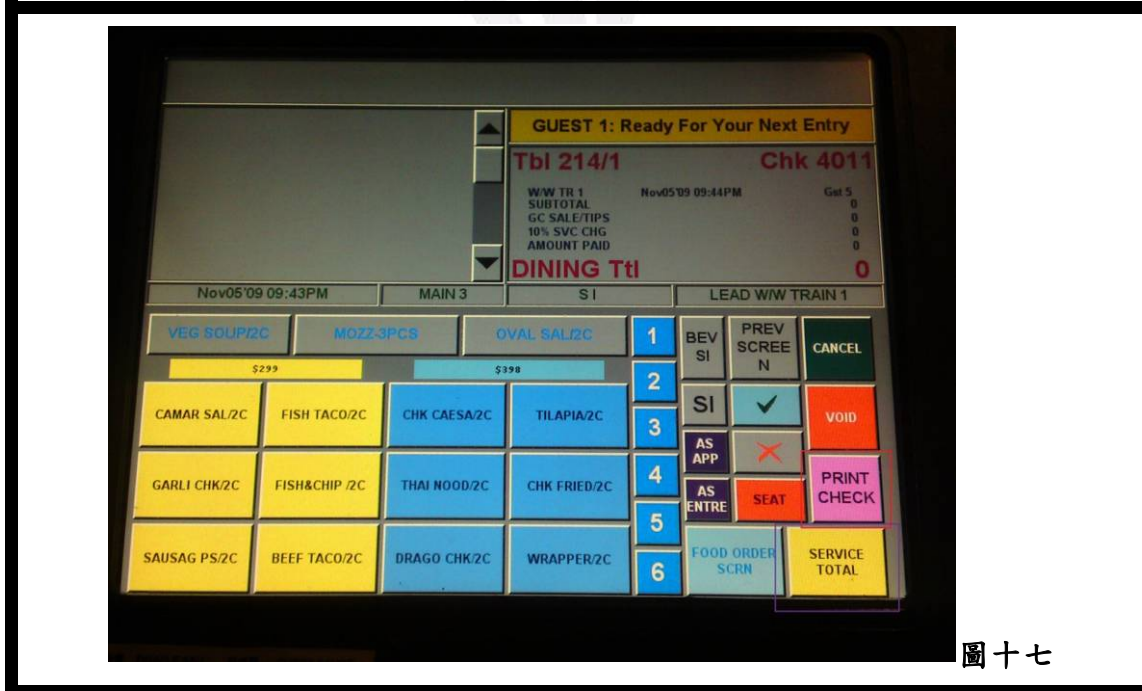 GUEST 1: Ready For Your Next Entry
Tbl 214/1 Chk 4011
W/W TR 1 Nov05'09 09:44PM Gst 5
SUBTOTAL 0
GC SALE/TIPS 0
10% SVC CHG 0
AMOUNT PAID 0
DINING Ttl 0
Nov05'09 09:43PM MAIN 3 S I LEAD W/W TRAIN 1
VEG SOUP/2C MOZZ-3PCS OVAL SAL/2C
$299 $398
CAMAR SAL/2C FISH TACO/2C CHK CAESA/2C TILAPIA/2C
GARLI CHK/2C FISH&CHIP /2C THAI NOOD/2C CHK FRIED/2C
SAUSAG PS/2C BEEF TACO/2C DRAGO CHK/2C WRAPPER/2C
1
2
3
4
5
6
BEV
SI
PREV
SCREE
N
CANCEL
SI
VOID
AS
APP
AS
ENTRE
SEAT
PRINT
CHECK
FOOD ORDER
SCRN
SERVICE
TOTAL
圖十七